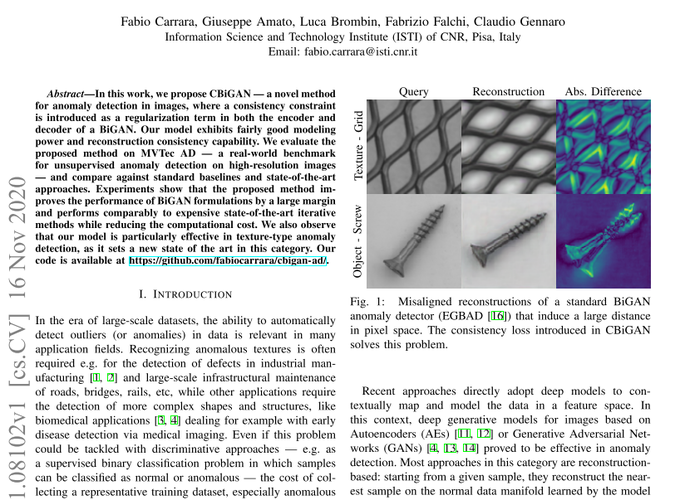 Fabio Carrara, Giuseppe Amato, Luca Brombin, Fabrizio Falchi, Claudio Gennaro
Information Science and Technology Institute (ISTI) of CNR, Pisa, Italy
Email: fabio.carrara@isti.cnr.it
1.08102v1 [cs.CV] 16 Nov 2020
Abstract—In this work, we propose CBiGAN — a novel method
for anomaly detection in images, where a consistency constraint
is introduced as a regularization term in both the encoder and
decoder of a BiGAN. Our model exhibits fairly good modeling
power and reconstruction consistency capability. We evaluate the
proposed method on MVTec AD — a real-world benchmark
for unsupervised anomaly detection on high-resolution images
— and compare against standard baselines and state-of-the-art
approaches. Experiments show that the proposed method im-
proves the performance of BiGAN formulations by a large margin
and performs comparably to expensive state-of-the-art iterative
methods while reducing the computational cost. We also observe
that our model is particularly effective in texture-type anomaly
detection, as it sets a new state of the art in this category. Our
code is available at https://github.com/fabiocarrara/cbigan-ad/.
I. INTRODUCTION
In the era of large-scale datasets, the ability to automatically
detect outliers (or anomalies) in data is relevant in many
application fields. Recognizing anomalous textures is often
required e.g. for the detection of defects in industrial man-
ufacturing [1, 2] and large-scale infrastructural maintenance
of roads, bridges, rails, etc, while other applications require
the detection of more complex shapes and structures, like
biomedical applications [3, 4] dealing for example with early
disease detection via medical imaging. Even if this problem
could be tackled with discriminative approaches — e.g. as
a supervised binary classification problem in which samples
can be classified as normal or anomalous — the cost of col-
lecting a representative training dataset, especially anomalous
Query Reconstruction Abs. Difference
Texture - Grid
Object - Screw
Fig. 1: Misaligned reconstructions of a standard BiGAN
anomaly detector (EGBAD [16]) that induce a large distance
in pixel space. The consistency loss introduced in CBiGAN
solves this problem.
Recent approaches directly adopt deep models to con-
textually map and model the data in a feature space. In
this context, deep generative models for images based on
Autoencoders (AEs) [11, 12] or Generative Adversarial Net-
works (GANs) [4, 13, 14] proved to be effective in anomaly
detection. Most approaches in this category are reconstruction-
based: starting from a given sample, they reconstruct the near-
est sample on the normal data manifold learned by the model